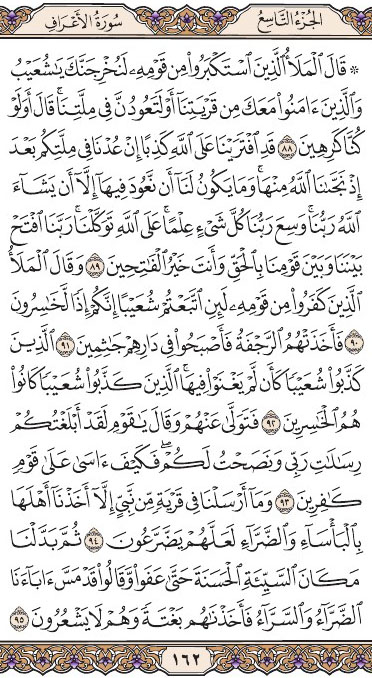 الجُزْءُ التَّاسِعُ سُورَةُ الأَعْرَافِ
۞ قَالَ ٱلْمَلَأُ ٱلَّذِينَ ٱسْتَكْبَرُوا۟ مِن قَوْمِهِۦ لَنُخْرِجَنَّكَ يَٰشُعَيْبُ
وَٱلَّذِينَ ءَامَنُوا۟ مَعَكَ مِن قَرْيَتِنَآ أَوْ لَتَعُودُنَّ فِى مِلَّتِنَا ۚ قَالَ أَوَلَوْ
كُنَّا كَٰرِهِينَ ٨٨ قَدِ ٱفْتَرَيْنَا عَلَى ٱللَّهِ كَذِبًا إِنْ عُدْنَا فِى مِلَّتِكُم بَعْدَ
إِذْ نَجَّىٰنَا ٱللَّهُ مِنْهَا ۚ وَمَا يَكُونُ لَنَآ أَن نَّعُودَ فِيهَآ إِلَّآ أَن يَشَآءَ
ٱللَّهُ رَبُّنَا ۚ وَسِعَ رَبُّنَا كُلَّ شَىْءٍ عِلْمًا ۚ عَلَى ٱللَّهِ تَوَكَّلْنَا ۚ رَبَّنَا ٱفْتَحْ
بَيْنَنَا وَبَيْنَ قَوْمِنَا بِٱلْحَقِّ وَأَنتَ خَيْرُ ٱلْفَٰتِحِينَ ٨٩ وَقَالَ ٱلْمَلَأُ
ٱلَّذِينَ كَفَرُوا۟ مِن قَوْمِهِۦ لَئِنِ ٱتَّبَعْتُمْ شُعَيْبًا إِنَّكُمْ إِذًا لَّخَٰسِرُونَ
٩٠ فَأَخَذَتْهُمُ ٱلرَّجْفَةُ فَأَصْبَحُوا۟ فِى دَارِهِمْ جَٰثِمِينَ ٩١ ٱلَّذِينَ
كَذَّبُوا۟ شُعَيْبًا كَأَن لَّمْ يَغْنَوْا۟ فِيهَا ۚ ٱلَّذِينَ كَذَّبُوا۟ شُعَيْبًا كَانُوا۟
هُمُ ٱلْخَٰسِرِينَ ٩٢ فَتَوَلَّىٰ عَنْهُمْ وَقَالَ يَٰقَوْمِ لَقَدْ أَبْلَغْتُكُمْ
رِسَٰلَٰتِ رَبِّى وَنَصَحْتُ لَكُمْ ۖ فَكَيْفَ ءَاسَىٰ عَلَىٰ قَوْمٍ
كَٰفِرِينَ ٩٣ وَمَآ أَرْسَلْنَا فِى قَرْيَةٍ مِّن نَّبِىٍّ إِلَّآ أَخَذْنَآ أَهْلَهَا
بِٱلْبَأْسَآءِ وَٱلضَّرَّآءِ لَعَلَّهُمْ يَضَّرَّعُونَ ٩٤ ثُمَّ بَدَّلْنَا
مَكَانَ ٱلسَّيِّئَةِ ٱلْحَسَنَةَ حَتَّىٰ عَفَوا۟ وَّقَالُوا۟ قَدْ مَسَّ ءَابَآءَنَا
ٱلضَّرَّآءُ وَٱلسَّرَّآءُ فَأَخَذْنَٰهُم بَغْتَةً وَهُمْ لَا يَشْعُرُونَ ٩٥
١٦٢